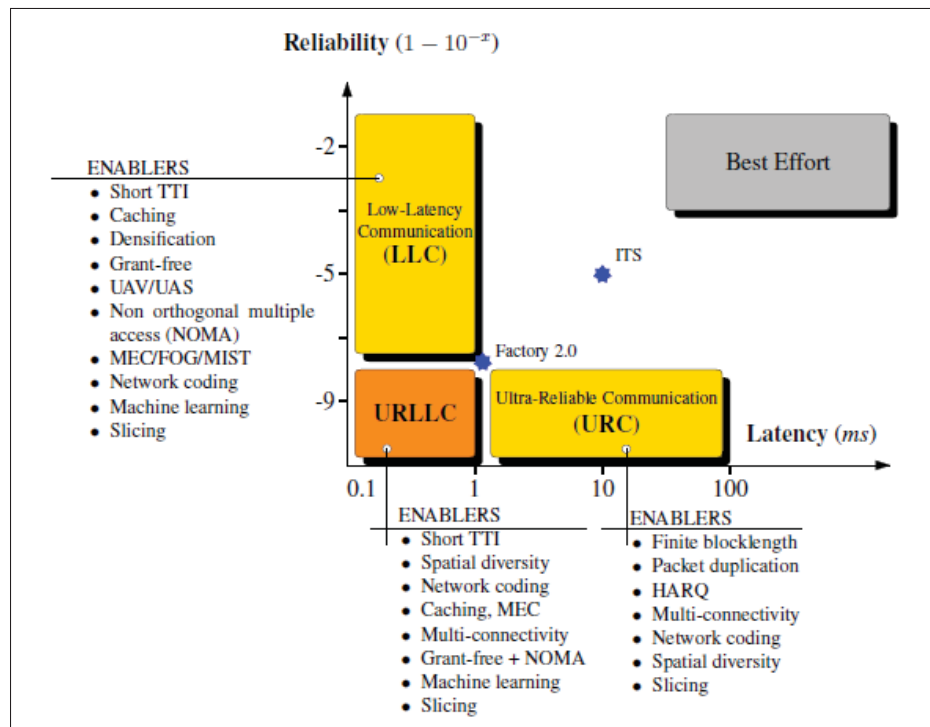 Reliability (1 − 10⁻ˣ)
-2
-5
-9
ENABLERS
• Short TTI
• Caching
• Densification
• Grant-free
• UAV/UAS
• Non orthogonal multiple
access (NOMA)
• MEC/FOG/MIST
• Network coding
• Machine learning
• Slicing
Low-Latency
Communication
(LLC)
Best Effort
ITS
Factory 2.0
URLLC
Ultra-Reliable Communication
(URC)
Latency (ms)
0.1 1 10 100
ENABLERS
• Short TTI
• Spatial diversity
• Network coding
• Caching, MEC
• Multi-connectivity
• Grant-free + NOMA
• Machine learning
• Slicing
ENABLERS
• Finite blocklength
• Packet duplication
• HARQ
• Multi-connectivity
• Network coding
• Spatial diversity
• Slicing